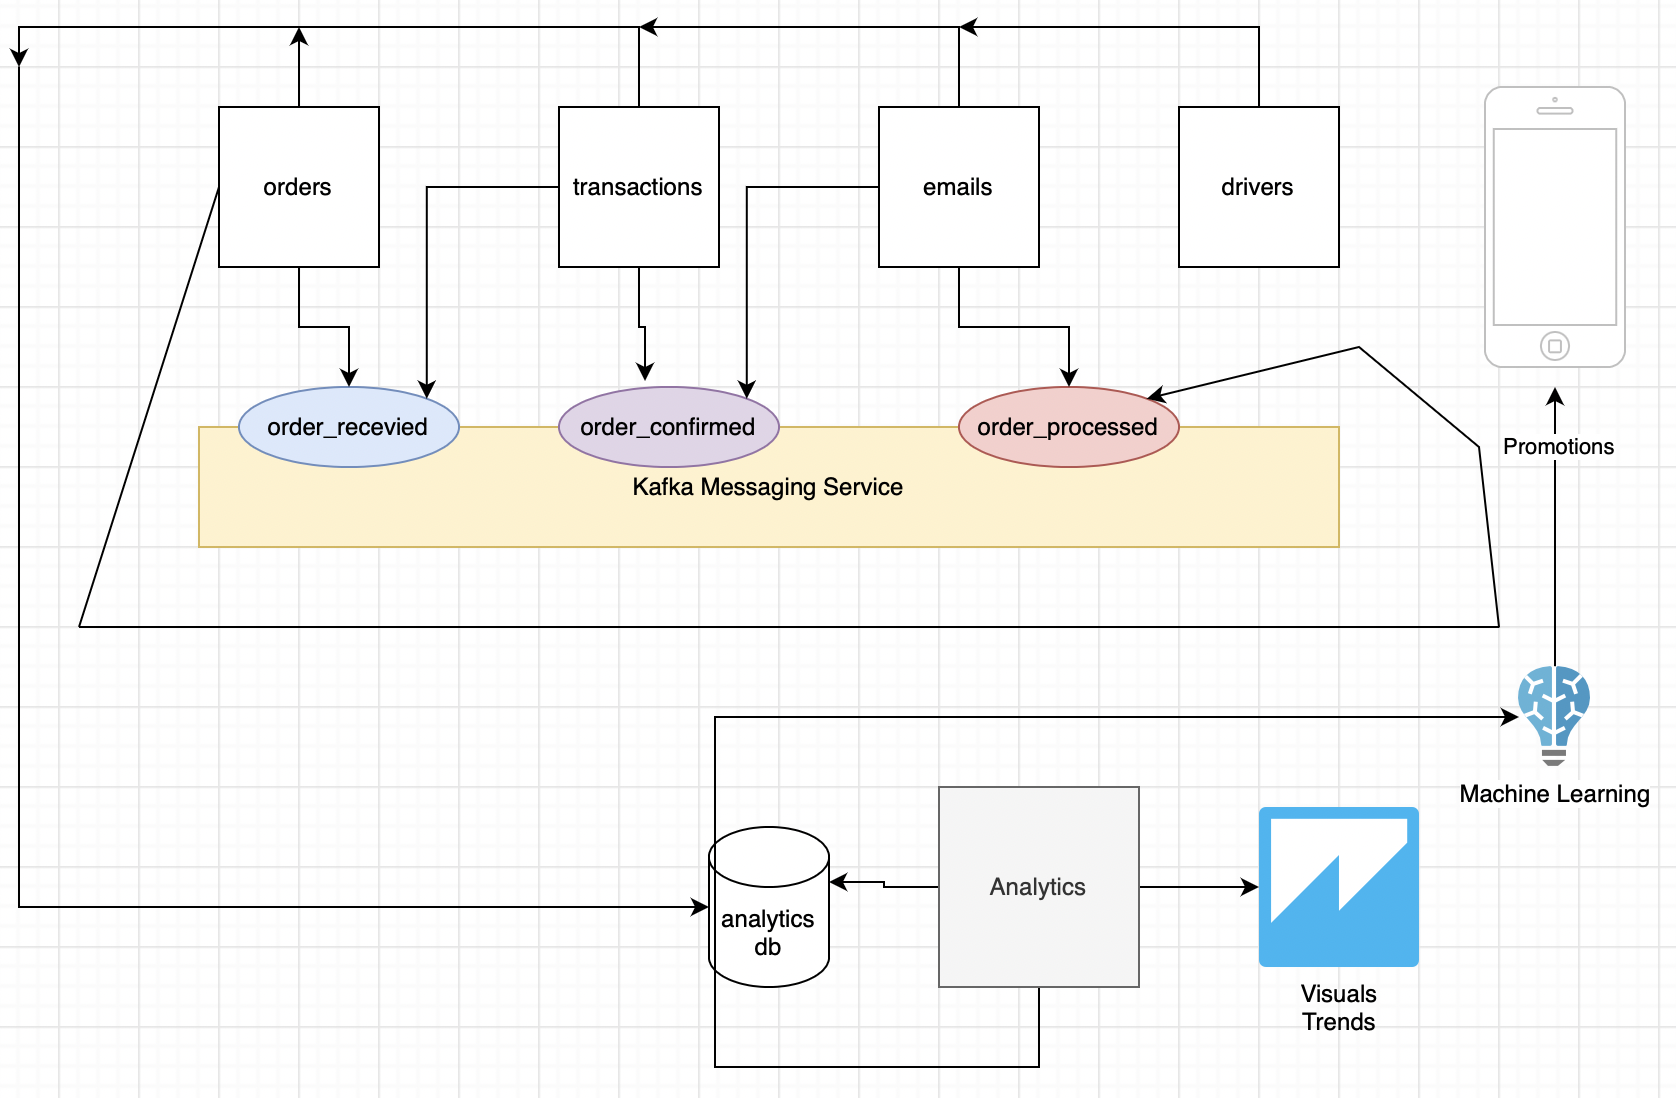 orders
transactions
emails
drivers
order_recevied
order_confirmed
order_processed
Promotions
Kafka Messaging Service
Machine Learning
Analytics
analytics
db
Visuals
Trends